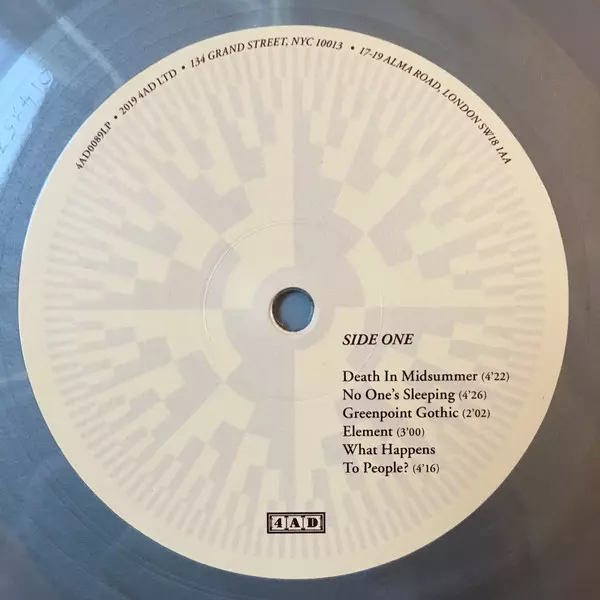 4AD0089LP • 2019 4AD LTD • 134 GRAND STREET, NYC 10013 • 17-19 ALMA ROAD, LONDON SW18 1AA
SIDE ONE
Death In Midsummer (4'22)
No One's Sleeping (4'26)
Greenpoint Gothic (2'02)
Element (3'00)
What Happens
To People? (4'16)
4AD